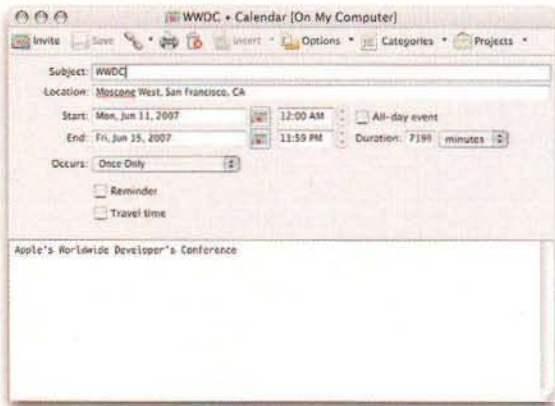 WWDC • Calendar [On My Computer]
Invite Save Insert Options Categories Projects
Subject: WWDC
Location: Moscone West, San Francisco, CA
Start: Mon, Jun 11, 2007 12:00 AM All-day event
End: Fri, Jun 15, 2007 11:59 PM Duration: 7199 minutes
Occurs: Once Only
Reminder
Travel time
Apple's Worldwide Developer's Conference